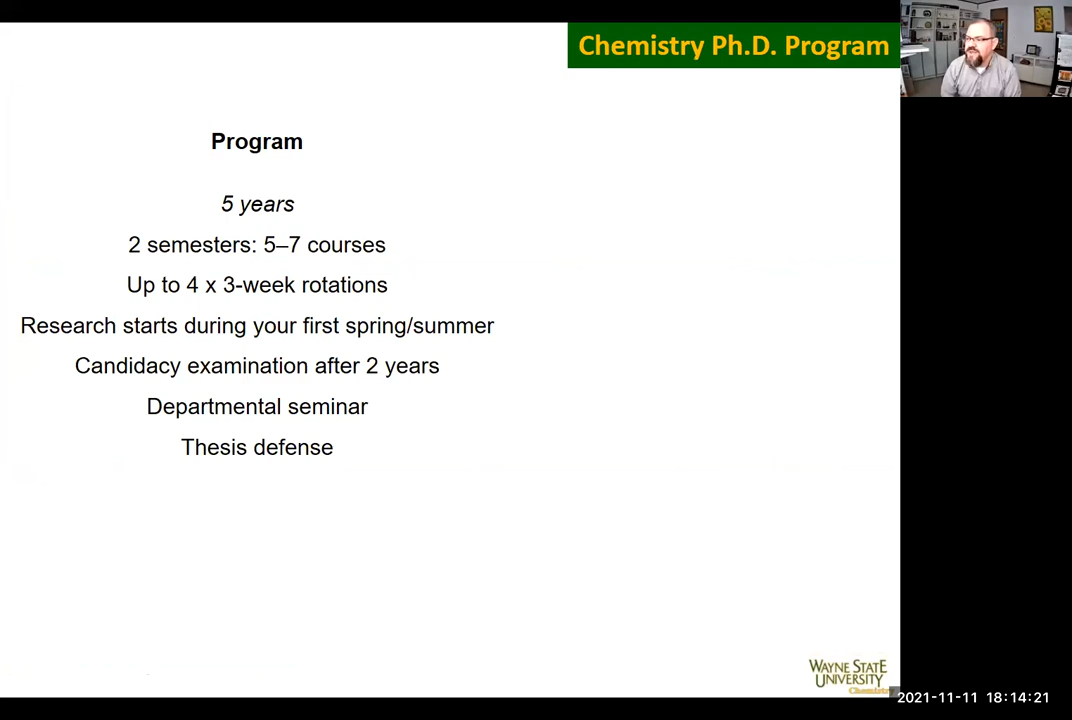 Chemistry Ph.D. Program
Program
5 years
2 semesters: 5–7 courses
Up to 4 x 3-week rotations
Research starts during your first spring/summer
Candidacy examination after 2 years
Departmental seminar
Thesis defense
WAYNE STATE
UNIVERSITY
Chemistry
2021-11-11 18:14:21